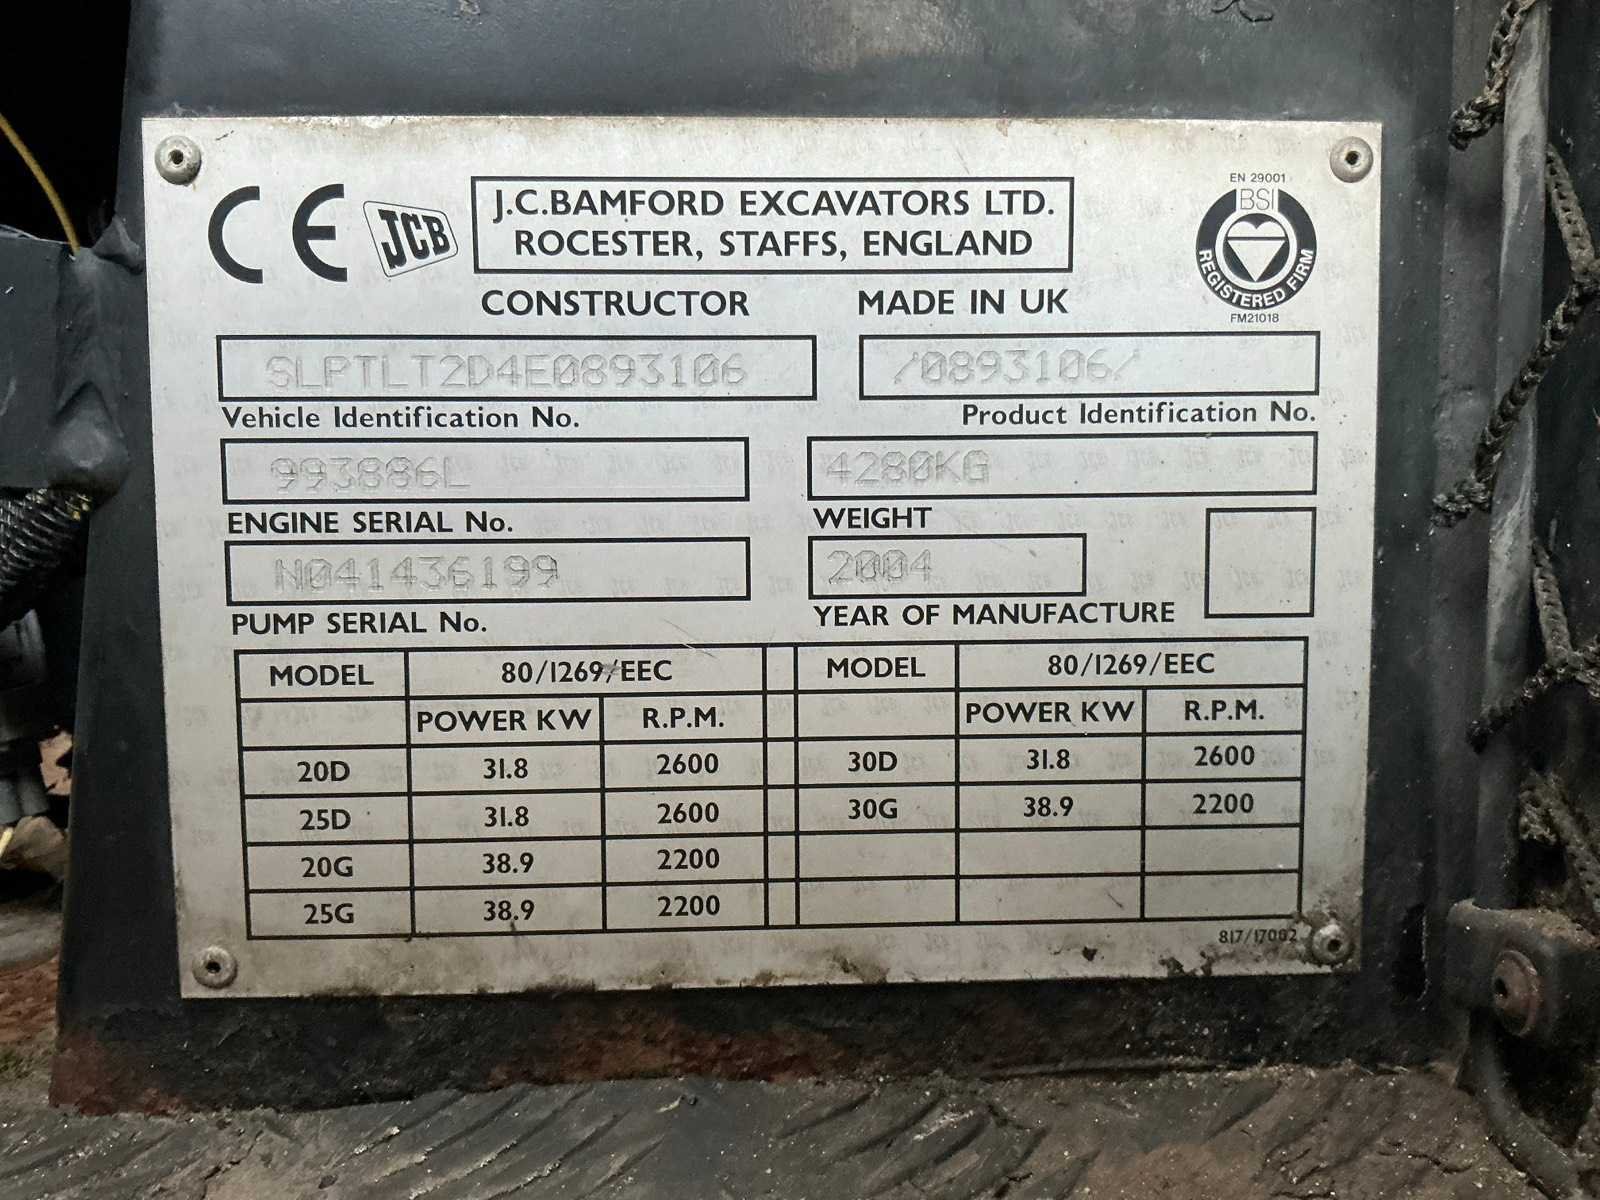 CE
JCB
J.C.BAMFORD EXCAVATORS LTD.
ROCESTER, STAFFS, ENGLAND
CONSTRUCTOR
MADE IN UK
EN 29001
BSI
REGISTERED FIRM
FM21018
SLPTLT2D4E0893106
/0893106/
Vehicle Identification No.
Product Identification No.
993886L
4280KG
ENGINE SERIAL No.
WEIGHT
N041436199
2004
PUMP SERIAL No.
YEAR OF MANUFACTURE
MODEL 80/1269/EEC MODEL 80/1269/EEC
POWER KW R.P.M. POWER KW R.P.M.
20D 31.8 2600 30D 31.8 2600
25D 31.8 2600 30G 38.9 2200
20G 38.9 2200
25G 38.9 2200
817/17002